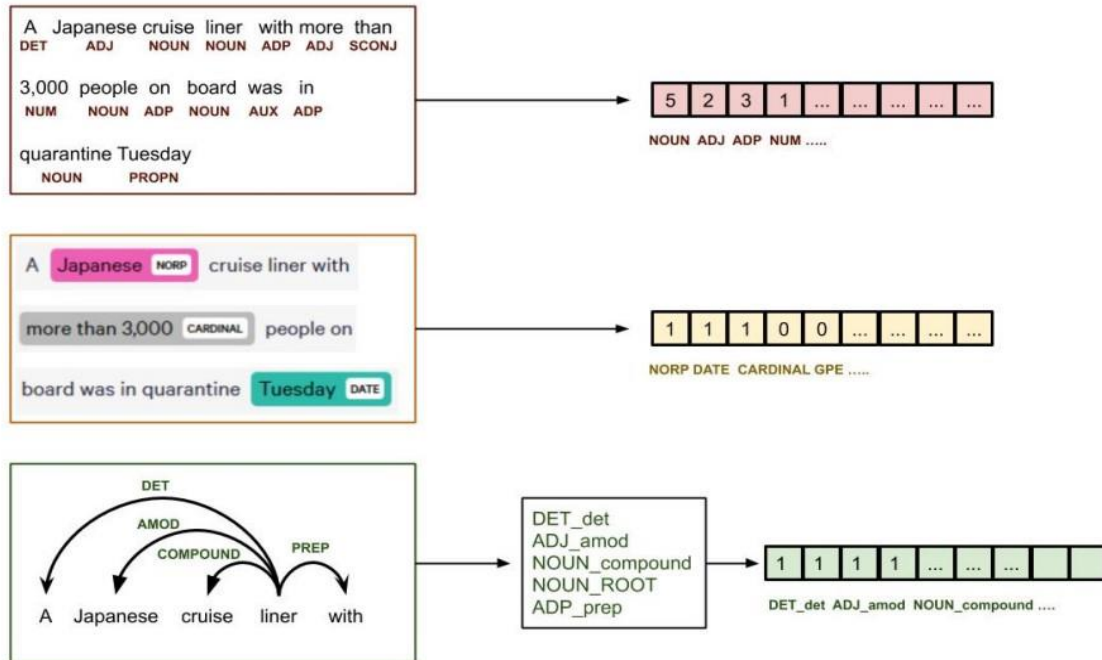 A Japanese cruise liner with more than
DET ADJ NOUN NOUN ADP ADJ SCONJ
3,000 people on board was in
NUM NOUN ADP NOUN AUX ADP
quarantine Tuesday
NOUN PROPN
5 2 3 1 ... ... ... ... ...
NOUN ADJ ADP NUM .....
A Japanese NORP cruise liner with
more than 3,000 CARDINAL people on
board was in quarantine Tuesday DATE
1 1 1 0 0 ... ... ... ...
NORP DATE CARDINAL GPE .....
DET
AMOD
COMPOUND PREP
A Japanese cruise liner with
DET_det
ADJ_amod
NOUN_compound
NOUN_ROOT
ADP_prep
1 1 1 1 ... ... ...
DET_det ADJ_amod NOUN_compound ....